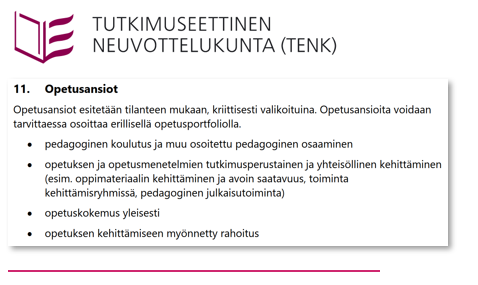 TUTKIMUSEETTINEN
NEUVOTTELUKUNTA (TENK)
11. Opetusansiot
Opetusansiot esitetään tilanteen mukaan, kriittisesti valikoituina. Opetusansioita voidaan
tarvittaessa osoittaa erillisellä opetusportfoliolla.
• pedagoginen koulutus ja muu osoitettu pedagoginen osaaminen
• opetuksen ja opetusmenetelmien tutkimusperustainen ja yhteisöllinen kehittäminen
(esim. oppimateriaalin kehittäminen ja avoin saatavuus, toiminta
kehittämisryhmissä, pedagoginen julkaisutoiminta)
• opetuskokemus yleisesti
• opetuksen kehittämiseen myönnetty rahoitus